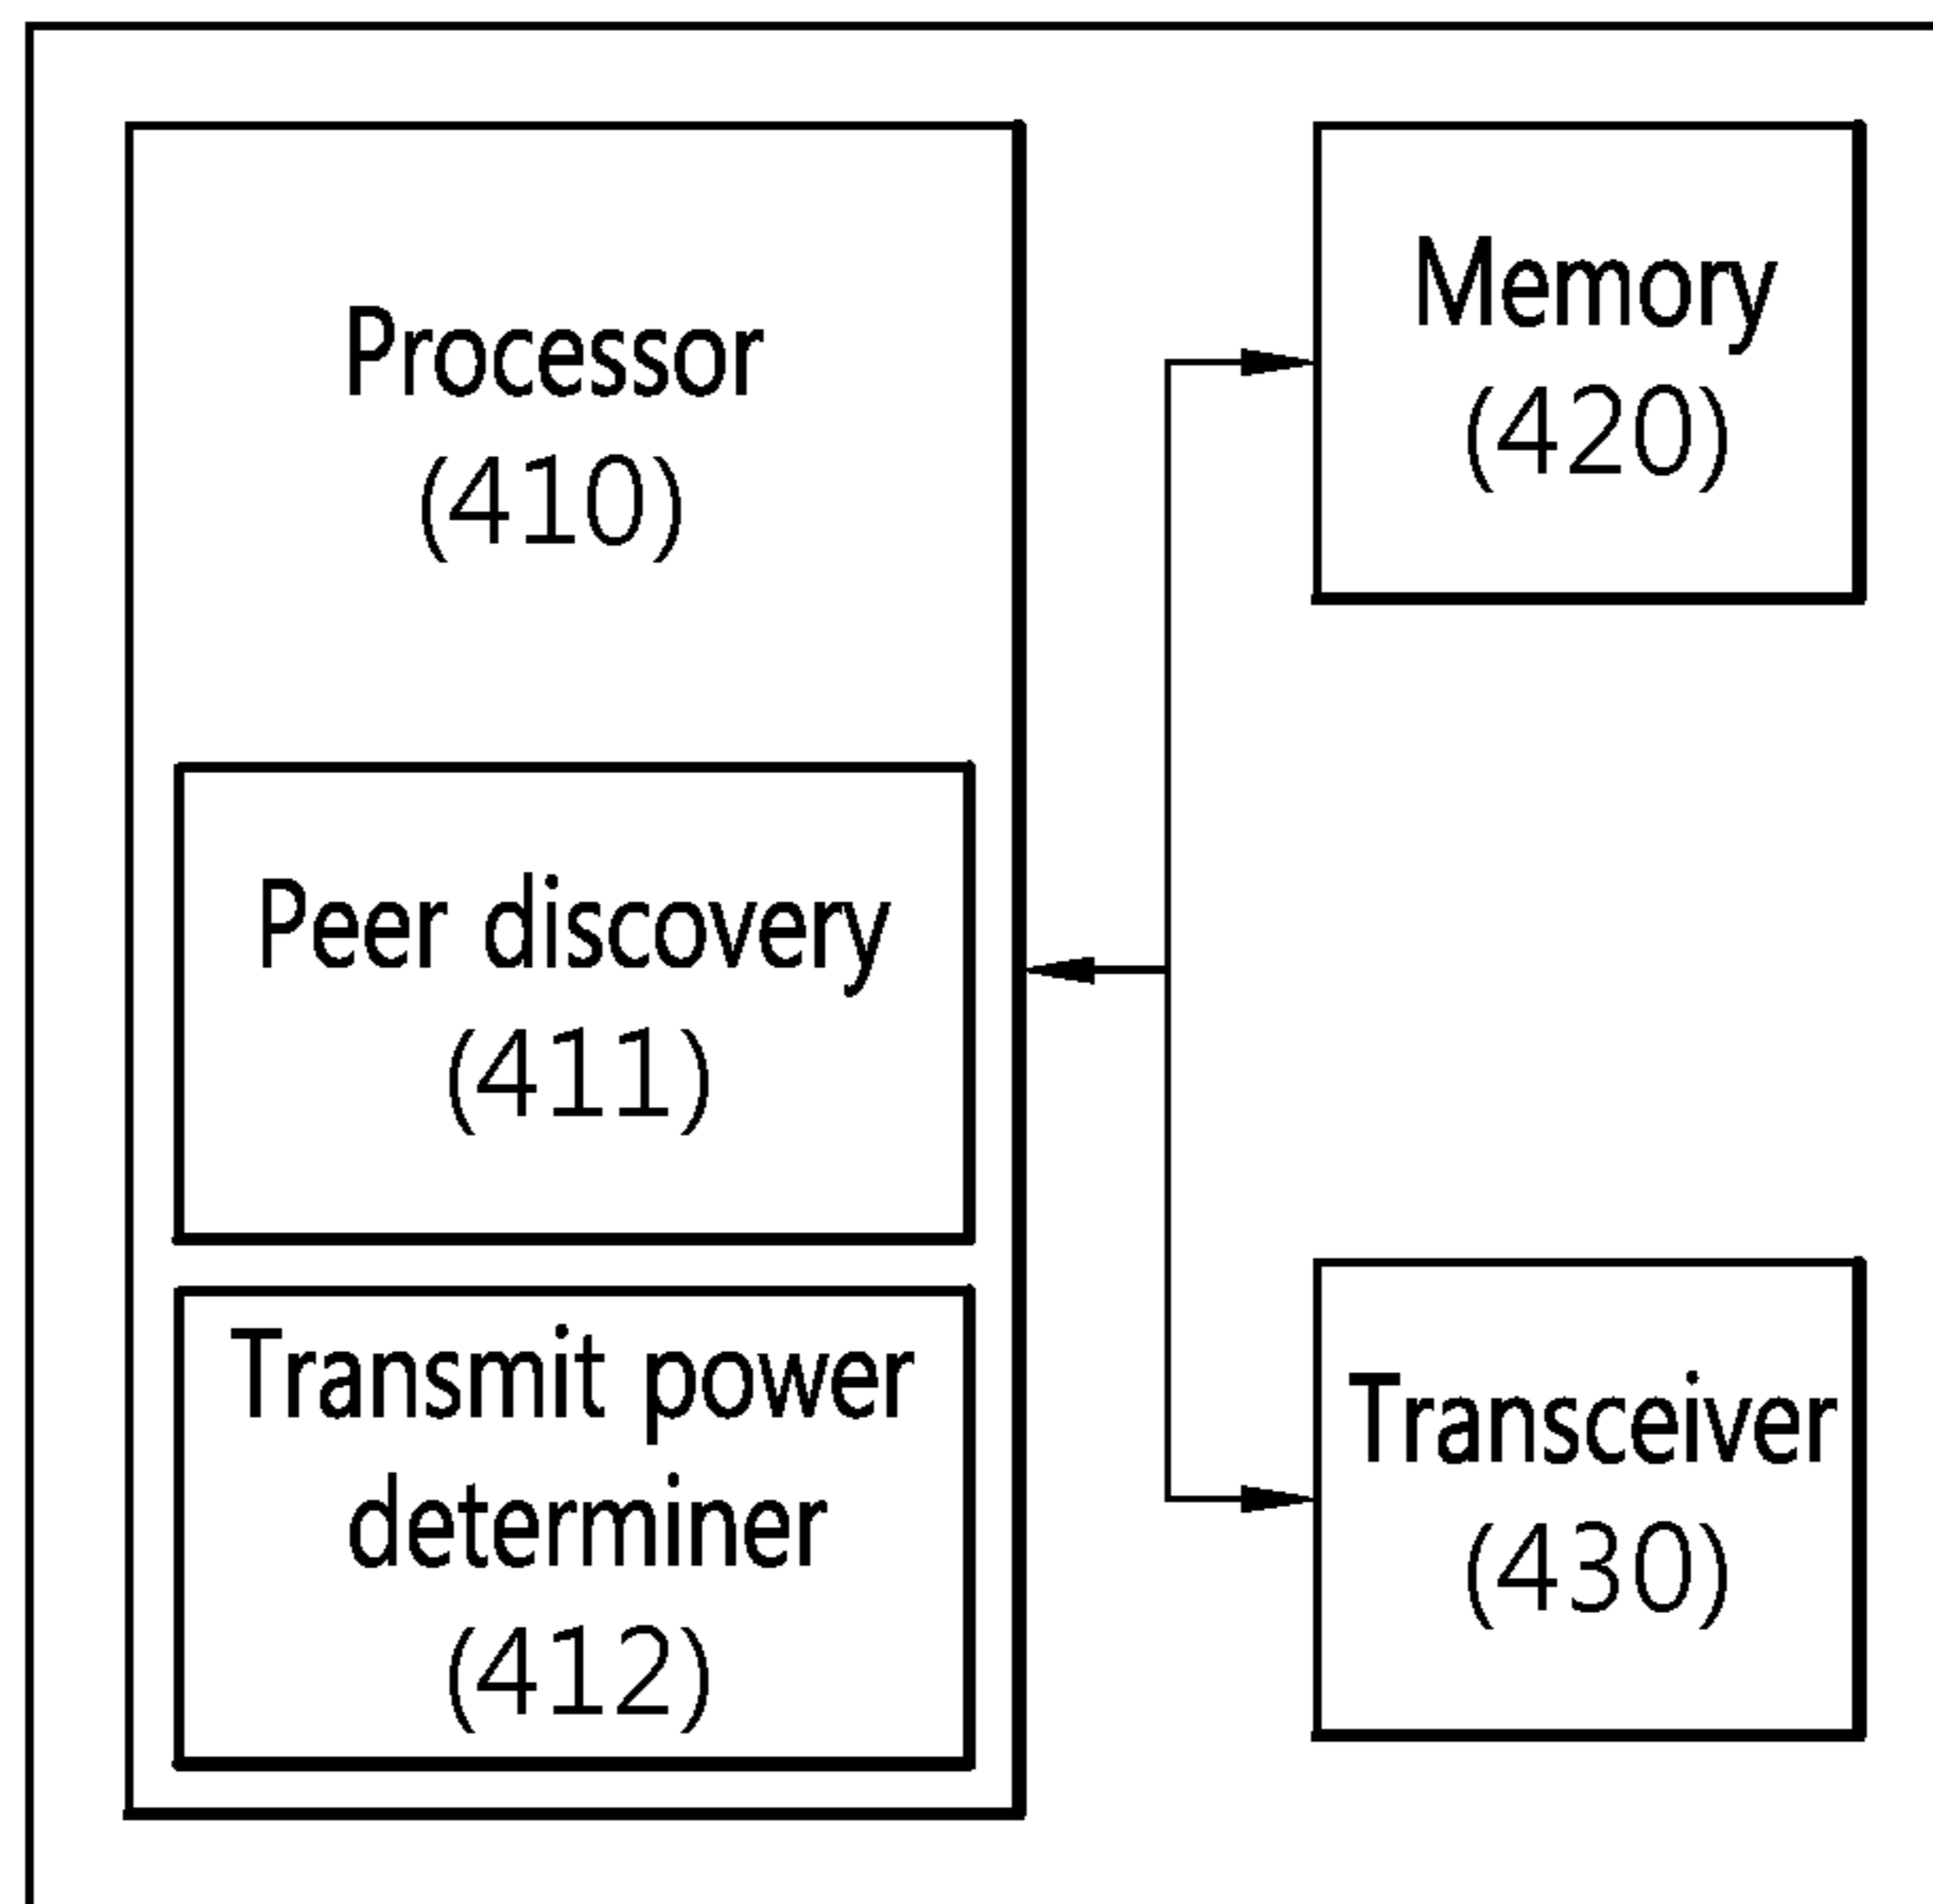 Processor
(410)
Peer discovery
(411)
Transmit power
determiner
(412)
Memory
(420)
Transceiver
(430)